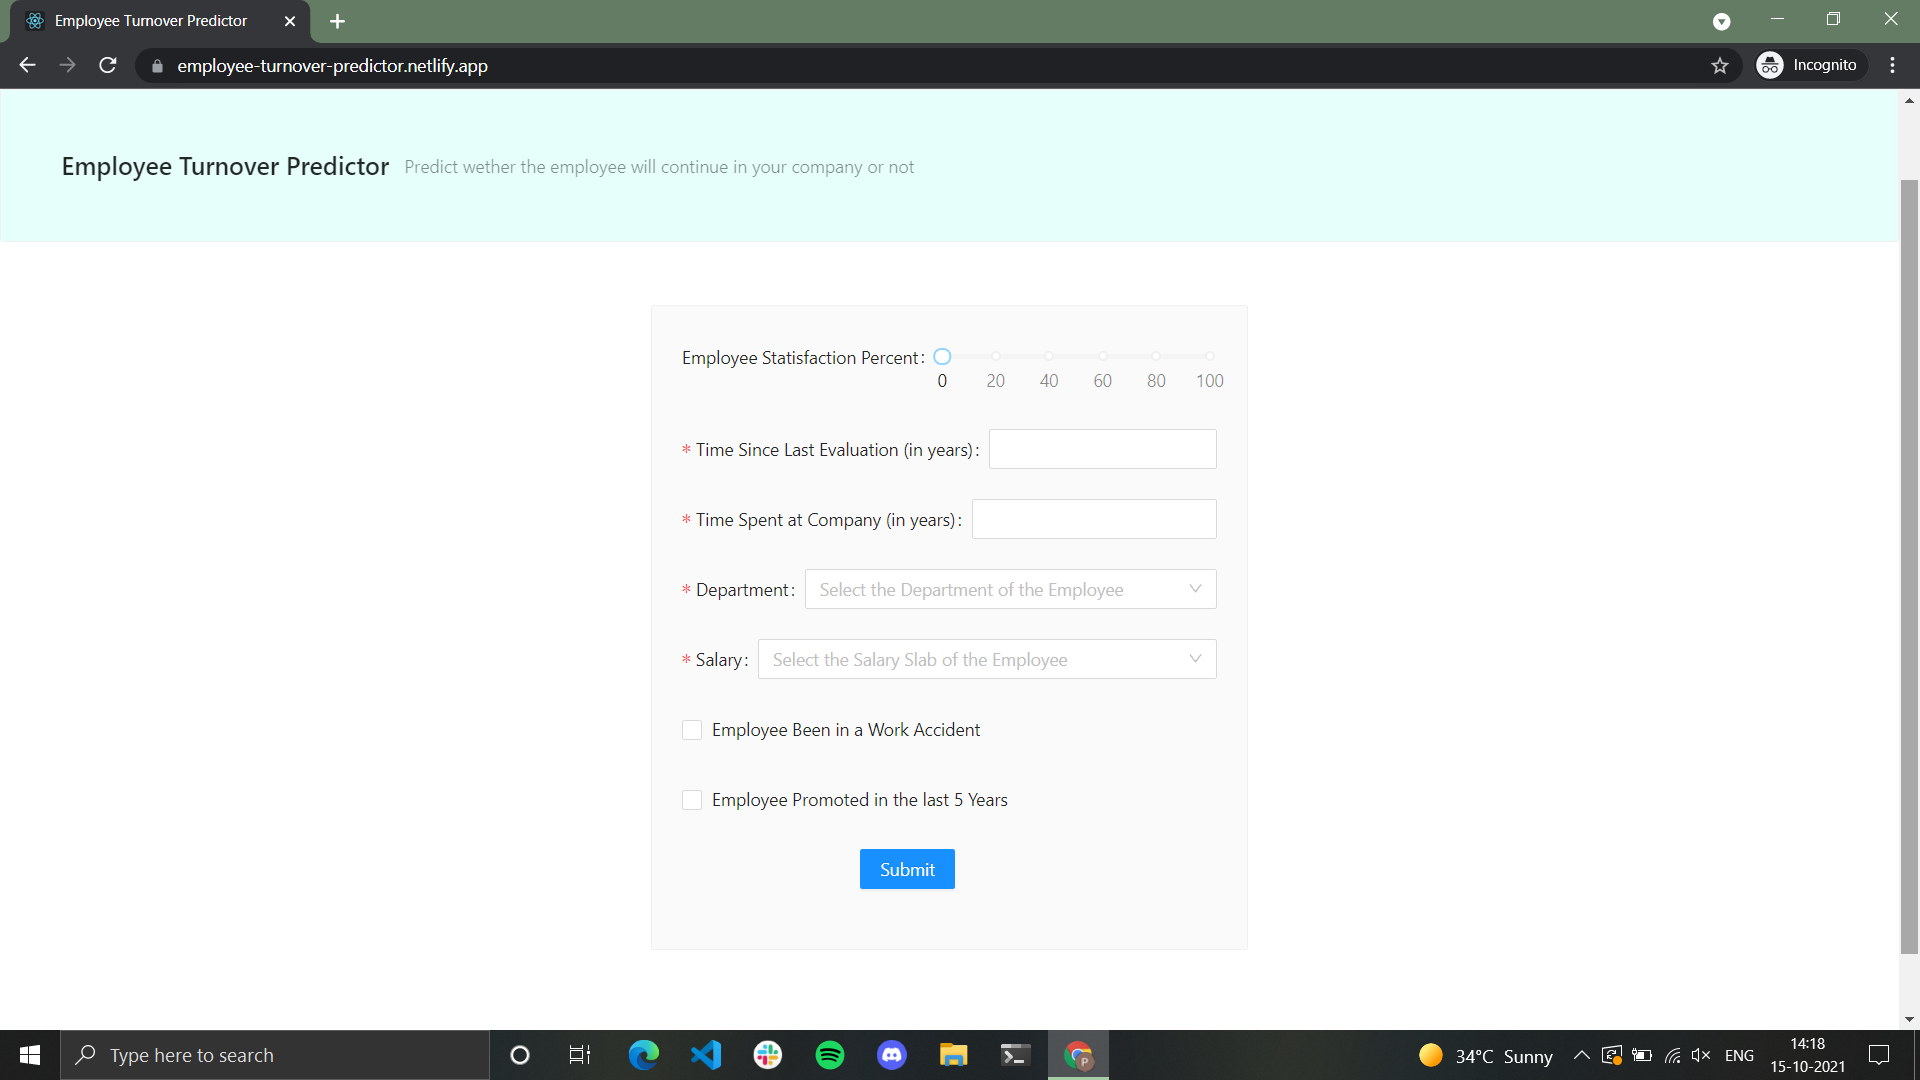 Employee Turnover Predictor
employee-turnover-predictor.netlify.app
Incognito
Employee Turnover Predictor Predict wether the employee will continue in your company or not
Employee Statisfaction Percent:
0 20 40 60 80 100
* Time Since Last Evaluation (in years):
* Time Spent at Company (in years):
* Department: Select the Department of the Employee
* Salary: Select the Salary Slab of the Employee
Employee Been in a Work Accident
Employee Promoted in the last 5 Years
Submit
Type here to search
P
34°C Sunny
ENG
14:18
15-10-2021